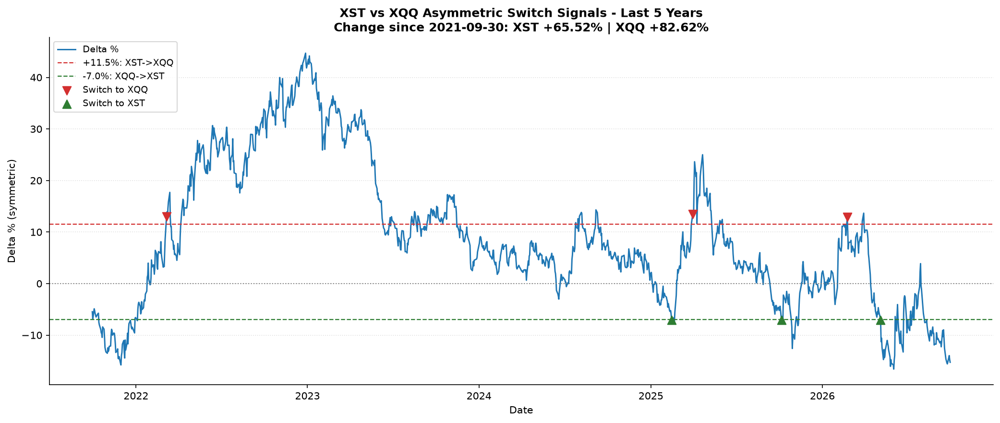 XST vs XQQ Asymmetric Switch Signals - Last 5 Years
Change since 2021-09-30: XST +65.52% | XQQ +82.62%
Delta %
+11.5%: XST->XQQ
-7.0%: XQQ->XST
Switch to XQQ
Switch to XST
Delta % (symmetric)
40
30
20
10
0
−10
2022
2023
2024
2025
2026
Date